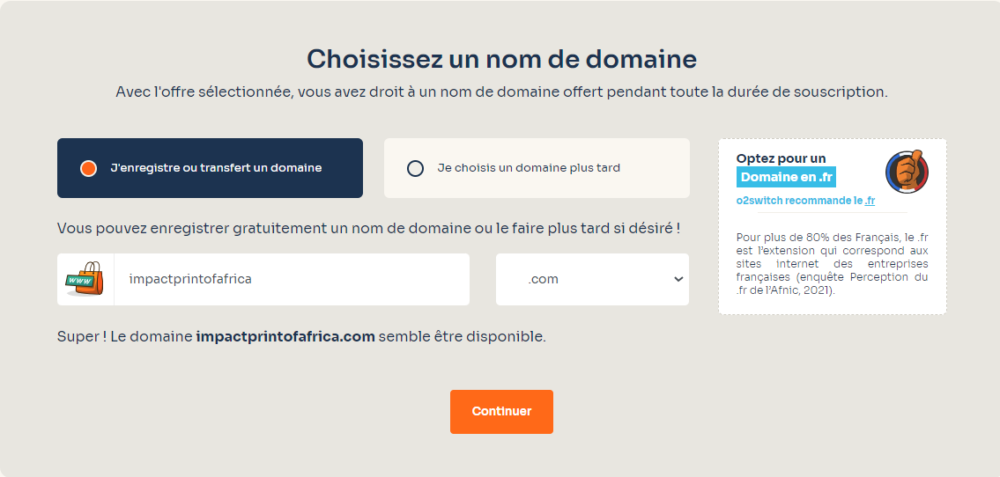 Choisissez un nom de domaine
Avec l'offre sélectionnée, vous avez droit à un nom de domaine offert pendant toute la durée de souscription.
J'enregistre ou transfert un domaine
Je choisis un domaine plus tard
Vous pouvez enregistrer gratuitement un nom de domaine ou le faire plus tard si désiré !
WWW
impactprintofafrica
.com
Super ! Le domaine impactprintofafrica.com semble être disponible.
Continuer
Optez pour un
Domaine en .fr
o2switch recommande le .fr
Pour plus de 80% des Français, le .fr
est l'extension qui correspond aux
sites internet des entreprises
françaises (enquête Perception du
.fr de l'Afnic, 2021).